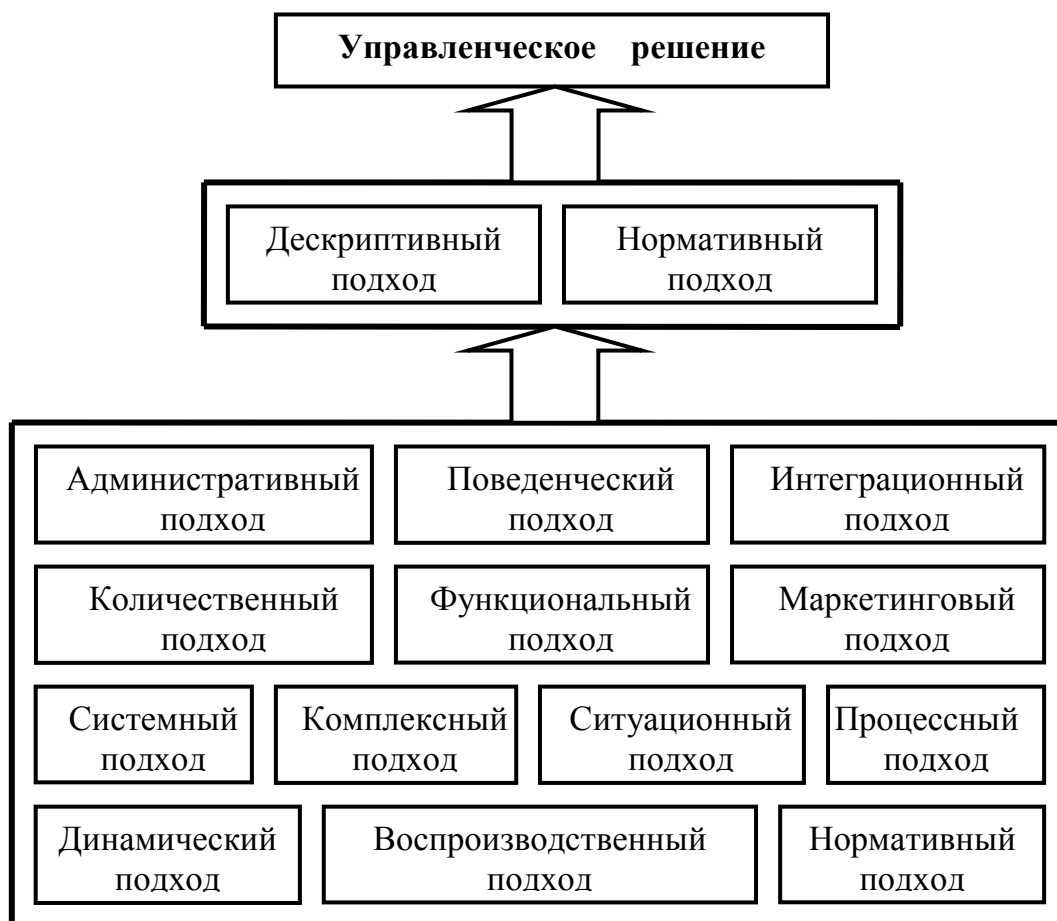 Управленческое решение
Дескриптивный
подход
Нормативный
подход
Административный
подход
Поведенческий
подход
Интеграционный
подход
Количественный
подход
Функциональный
подход
Маркетинговый
подход
Системный
подход
Комплексный
подход
Ситуационный
подход
Процессный
подход
Динамический
подход
Воспроизводственный
подход
Нормативный
подход